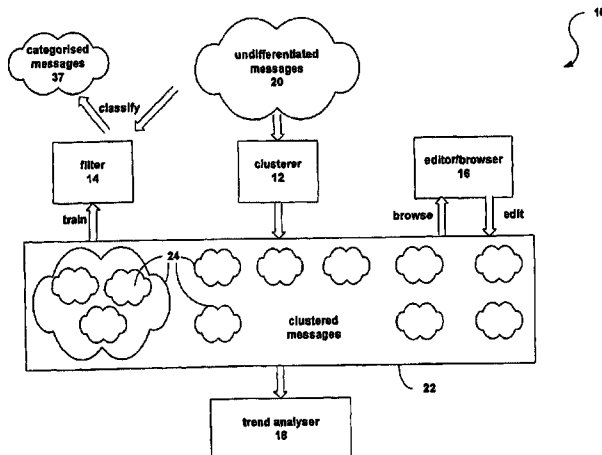 10
categorised
messages
37
undifferentiated
messages
20
classify
filter
14
clusterer
12
editor/browser
16
train
browse
edit
24
clustered
messages
22
trend analyser
18